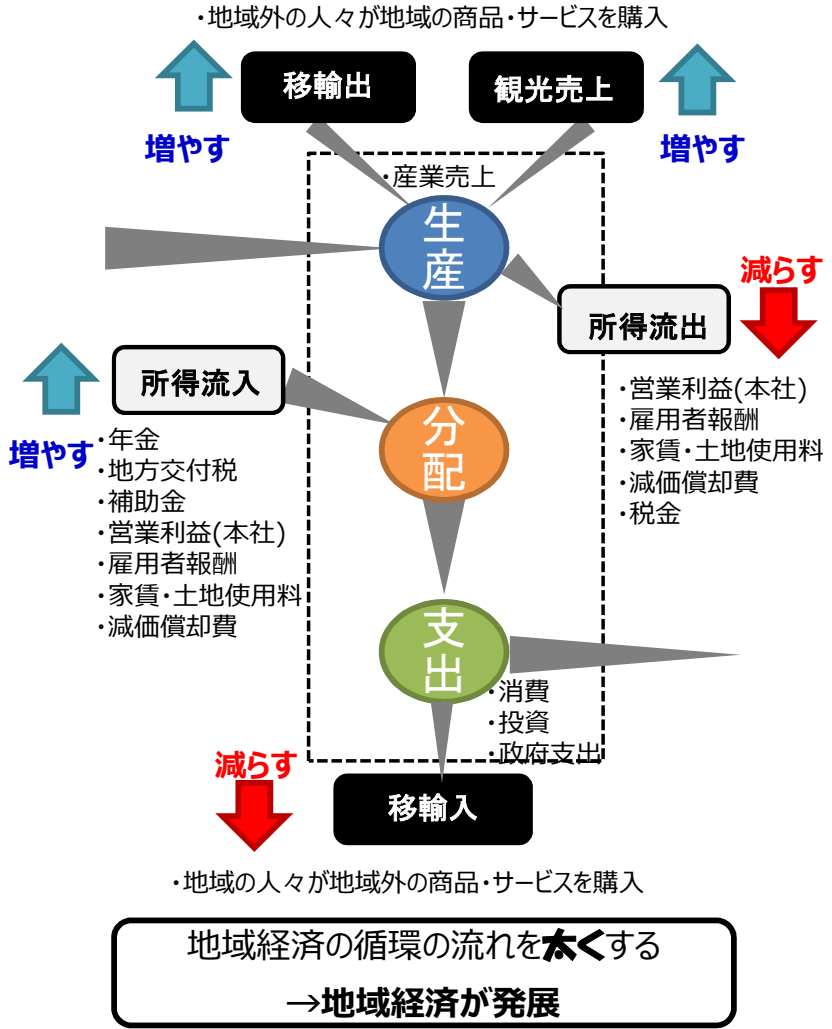 ・地域外の人々が地域の商品・サービスを購入
移輸出
観光売上
増やす
増やす
・産業売上
生産
減らす
所得流出
・営業利益(本社)
・雇用者報酬
・家賃・土地使用料
・減価償却費
・税金
所得流入
増やす
・年金
・地方交付税
・補助金
・営業利益(本社)
・雇用者報酬
・家賃・土地使用料
・減価償却費
分配
支出
・消費
・投資
・政府支出
減らす
移輸入
・地域の人々が地域外の商品・サービスを購入
地域経済の循環の流れを太くする
→地域経済が発展